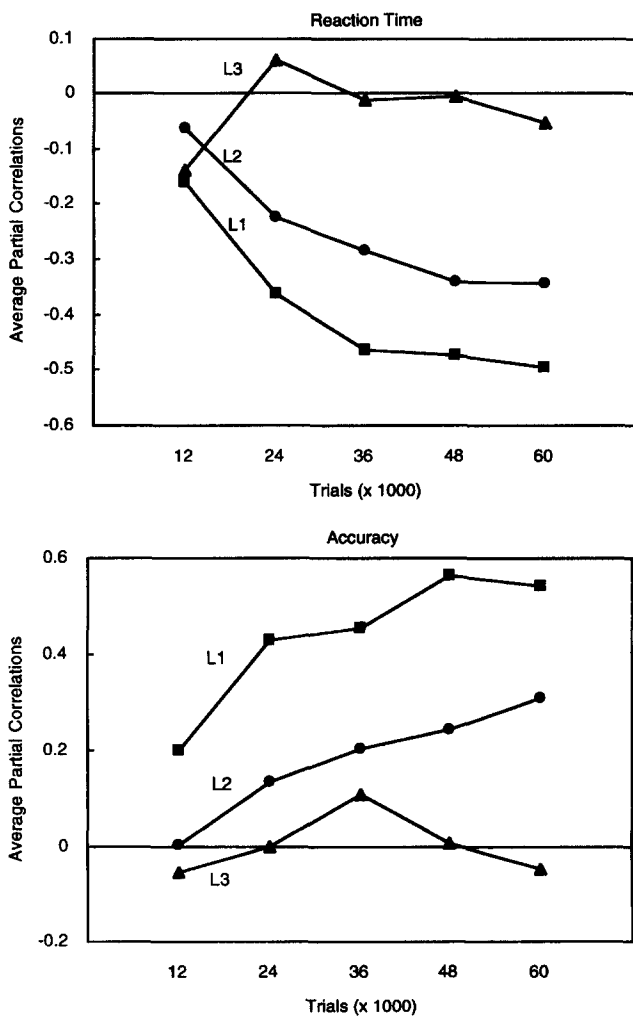 Reaction Time
Average Partial Correlations
0.1
0
-0.1
-0.2
-0.3
-0.4
-0.5
-0.6
L3
L2
L1
12 24 36 48 60
Trials (x 1000)
Accuracy
Average Partial Correlations
0.6
0.4
0.2
0
-0.2
L1
L2
L3
12 24 36 48 60
Trials (x 1000)